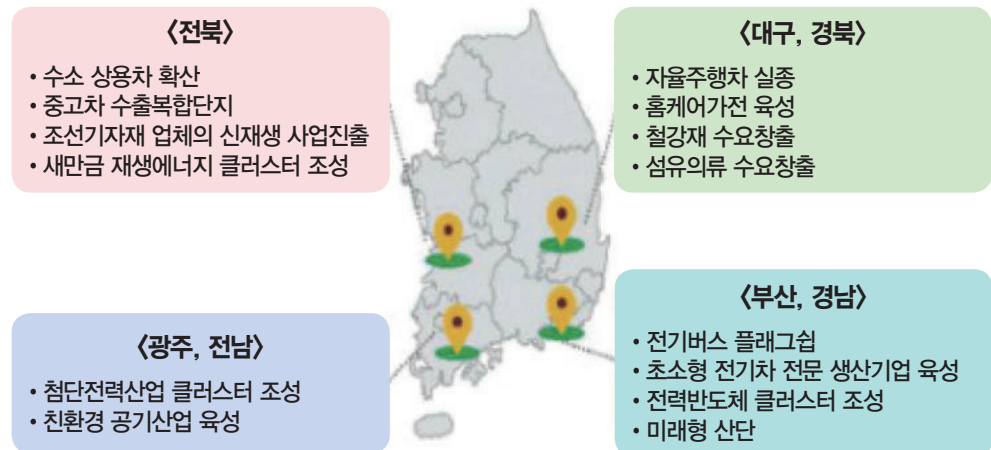 〈전북〉
• 수소 상용차 확산
• 중고차 수출복합단지
• 조선기자재 업체의 신재생 사업진출
• 새만금 재생에너지 클러스터 조성
〈대구, 경북〉
• 자율주행차 실종
• 홈케어가전 육성
• 철강재 수요창출
• 섬유의류 수요창출
〈광주, 전남〉
• 첨단전력산업 클러스터 조성
• 친환경 공기산업 육성
〈부산, 경남〉
• 전기버스 플래그쉽
• 초소형 전기차 전문 생산기업 육성
• 전력반도체 클러스터 조성
• 미래형 산단